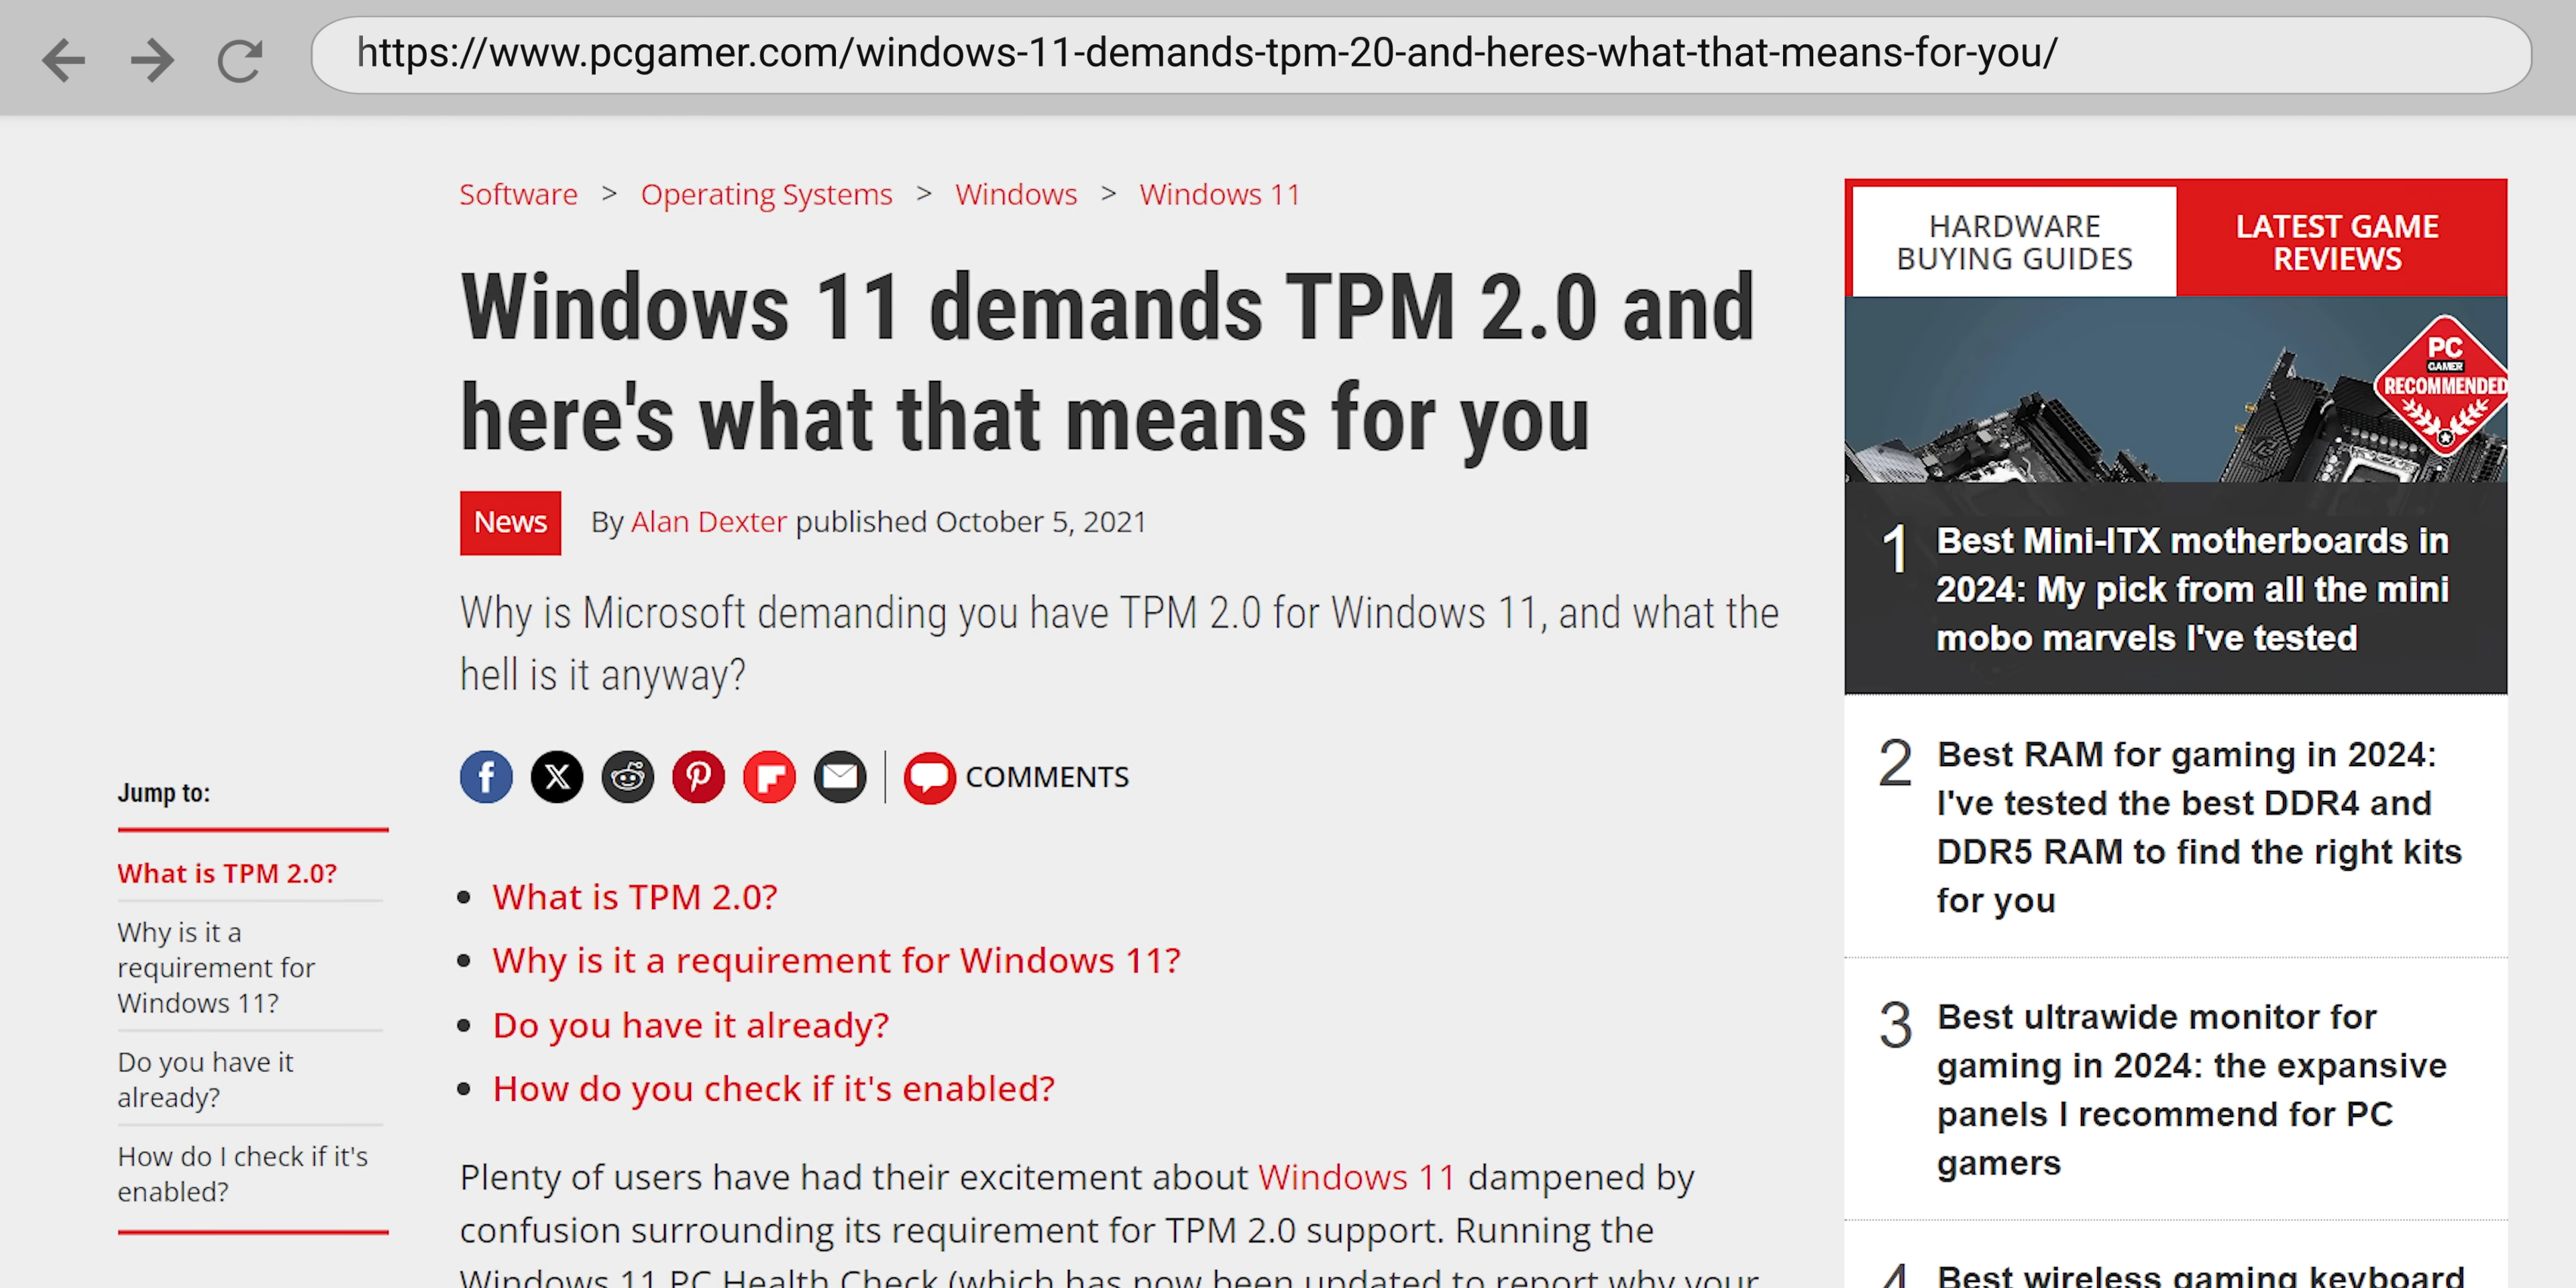 https://www.pcgamer.com/windows-11-demands-tpm-20-and-heres-what-that-means-for-you/
Software > Operating Systems > Windows > Windows 11
Windows 11 demands TPM 2.0 and
here's what that means for you
News By Alan Dexter published October 5, 2021
Why is Microsoft demanding you have TPM 2.0 for Windows 11, and what the
hell is it anyway?
COMMENTS
Jump to:
What is TPM 2.0?
Why is it a
requirement for
Windows 11?
Do you have it
already?
How do I check if it's
enabled?
• What is TPM 2.0?
• Why is it a requirement for Windows 11?
• Do you have it already?
• How do you check if it's enabled?
Plenty of users have had their excitement about Windows 11 dampened by
confusion surrounding its requirement for TPM 2.0 support. Running the
Windows 11 PC Health Check (which has now been updated to report why your
HARDWARE
BUYING GUIDES
LATEST GAME
REVIEWS
PC
GAMER
RECOMMENDED
1 Best Mini-ITX motherboards in
2024: My pick from all the mini
mobo marvels I've tested
2 Best RAM for gaming in 2024:
I've tested the best DDR4 and
DDR5 RAM to find the right kits
for you
3 Best ultrawide monitor for
gaming in 2024: the expansive
panels I recommend for PC
gamers
4 Best wireless gaming keyboard